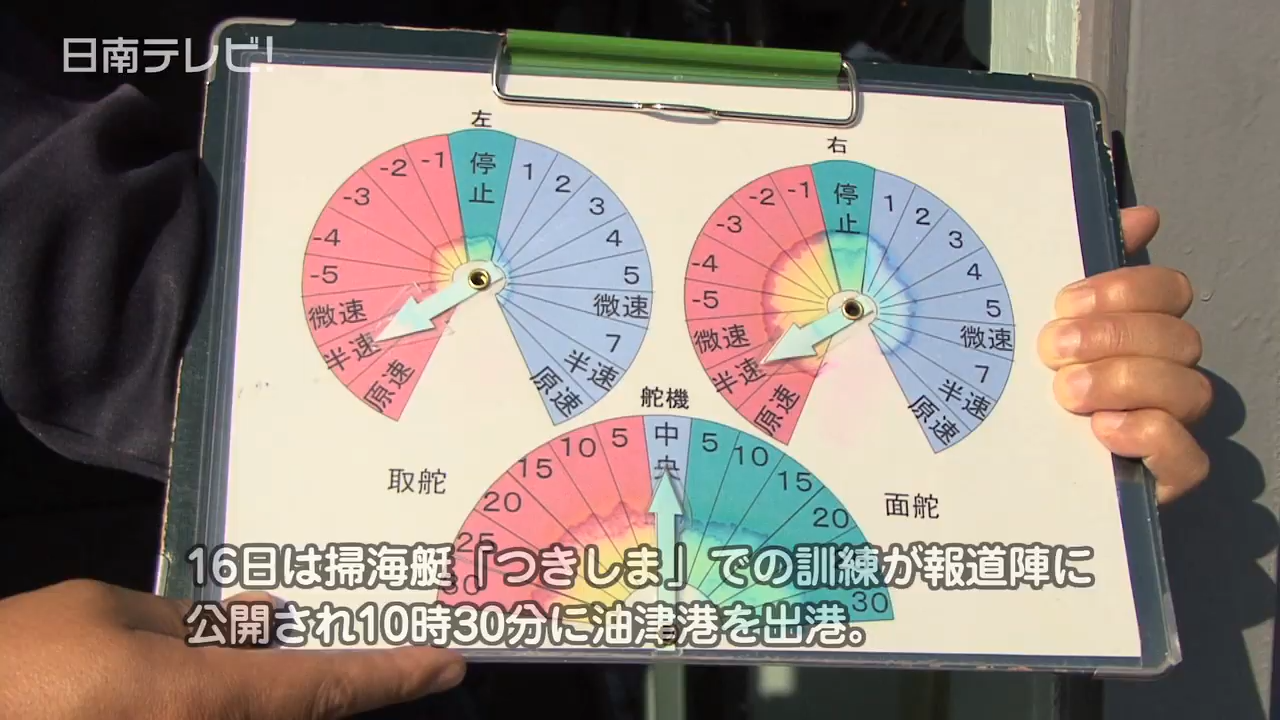 日南テレビ!
左
停止
-1
-2
-3
-4
-5
微速
半速
原速
1
2
3
4
5
微速
7
半速
原速
右
停止
-1
-2
-3
-4
-5
微速
半速
原速
1
2
3
4
5
微速
7
半速
原速
舵機
取舵
面舵
中央
5
10
15
20
25
30
5
10
15
20
30
16日は掃海艇「つきしま」での訓練が報道陣に
公開され10時30分に油津港を出港。